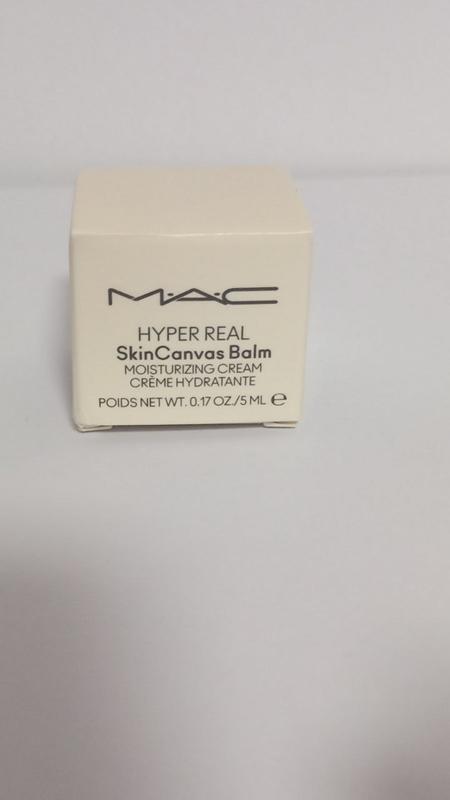 M·A·C
HYPER REAL
SkinCanvas Balm
MOISTURIZING CREAM
CRÈME HYDRATANTE
POIDS NET WT. 0.17 OZ./5 ML ℮